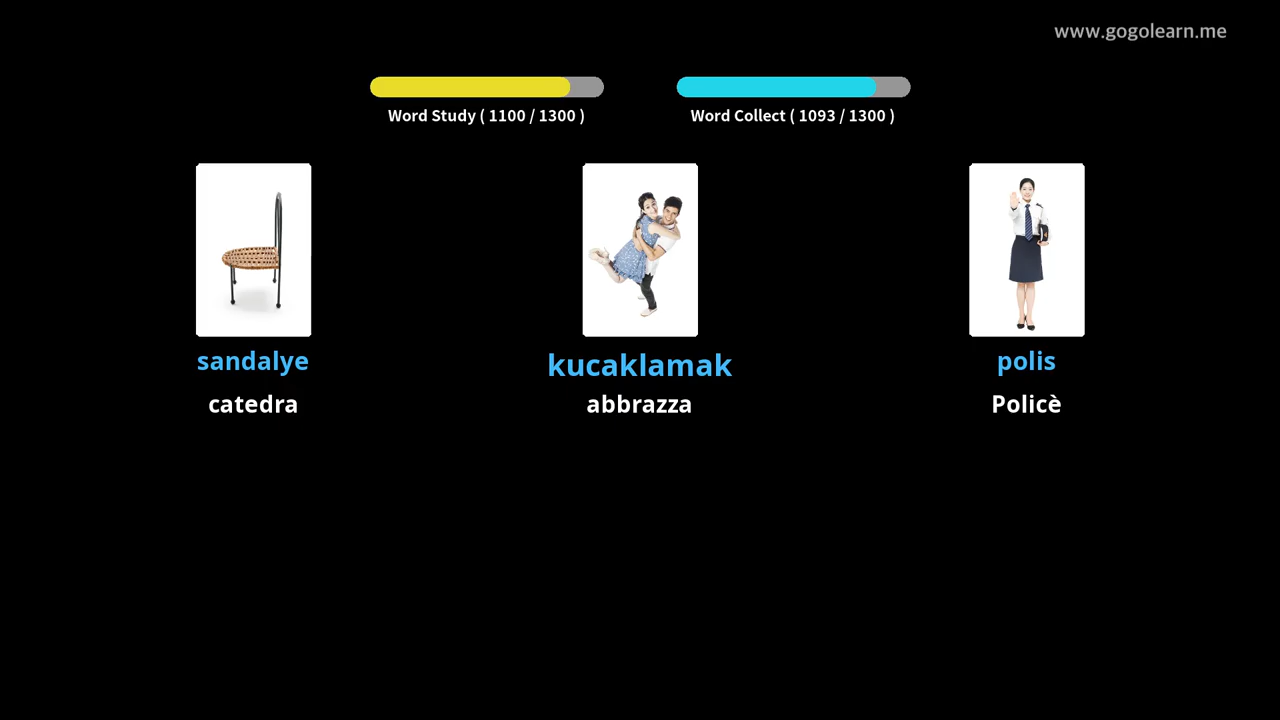 www.gogolearn.me
Word Study ( 1100 / 1300 )
Word Collect ( 1093 / 1300 )
sandalye
kucaklamak
polis
catedra
abbrazza
Policè